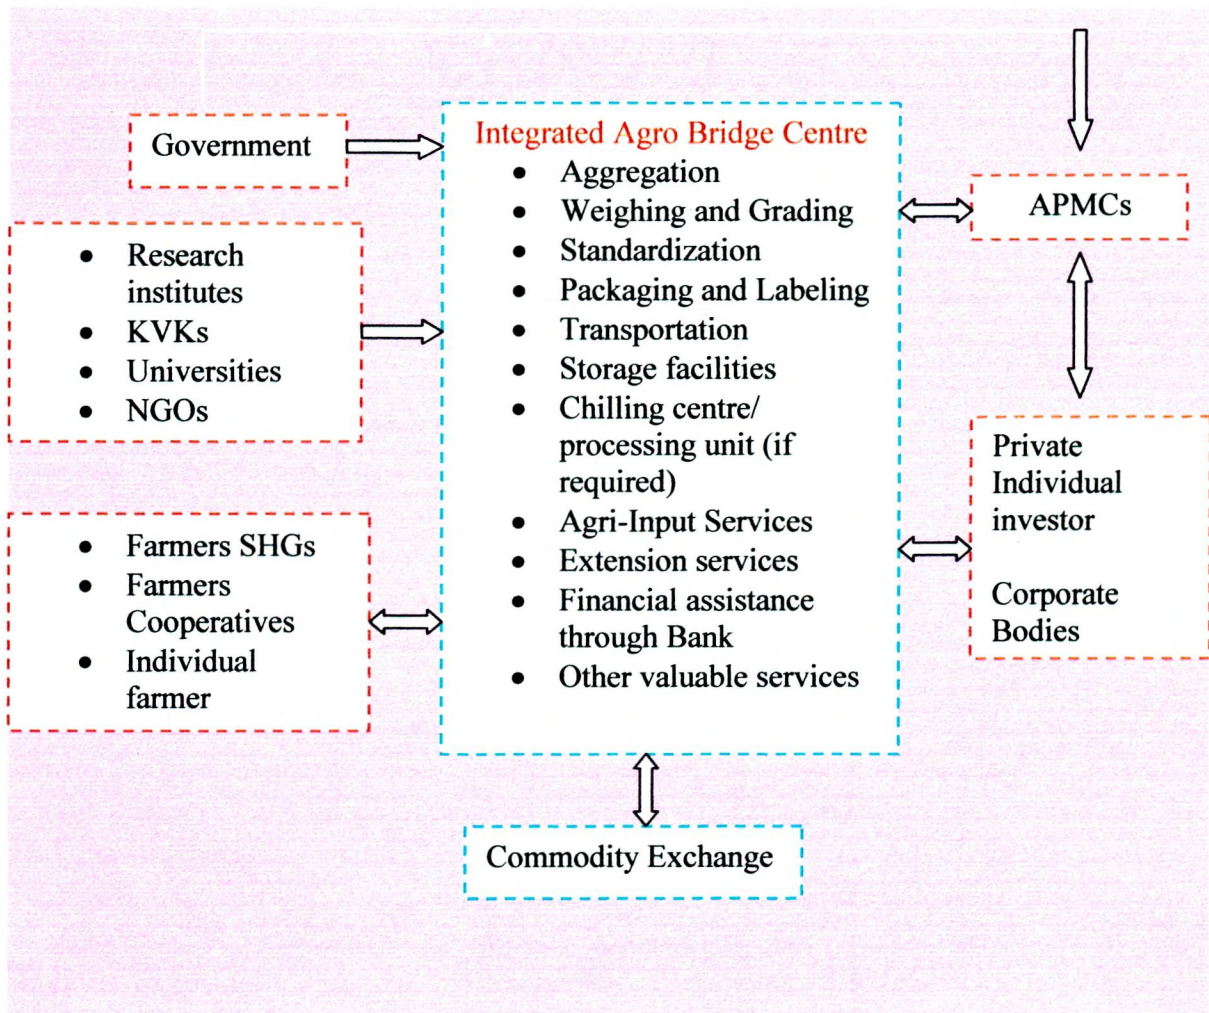 Government
• Research
institutes
• KVKs
• Universities
• NGOs
• Farmers SHGs
• Farmers
Cooperatives
• Individual
farmer
Integrated Agro Bridge Centre
• Aggregation
• Weighing and Grading
• Standardization
• Packaging and Labeling
• Transportation
• Storage facilities
• Chilling centre/
processing unit (if
required)
• Agri-Input Services
• Extension services
• Financial assistance
through Bank
• Other valuable services
APMCs
Private
Individual
investor
Corporate
Bodies
Commodity Exchange